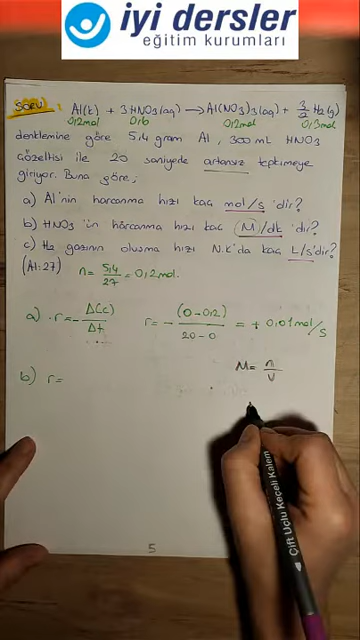 iyi dersler
eğitim kurumları
SORU: Al(k) + 3HNO3(aq) → Al(NO3)3(aq) + 3/2 H2(g)
0,2mol 0,6 0,2mol 0,3mol
denklemine göre 5,4 gram Al, 300 mL HNO3
çözeltisi ile 20 saniyede artansız tepkimeye
giriyor. Buna göre;
a) Al'nin harcanma hızı kaç mol/s 'dir?
b) HNO3 'ün harcanma hızı kaç (M)/dk 'dır?
c) H2 gazının oluşma hızı N.K'da kaç L/s'dir?
(Al:27) n = 5,4/27 = 0,2 mol.
a) r = - Δ(c)/Δt r = - (0-0,2)/20-0 = + 0,01 mol/s
M = n/V
b) r =
Çift Uçlu Keçeli Kalem
5